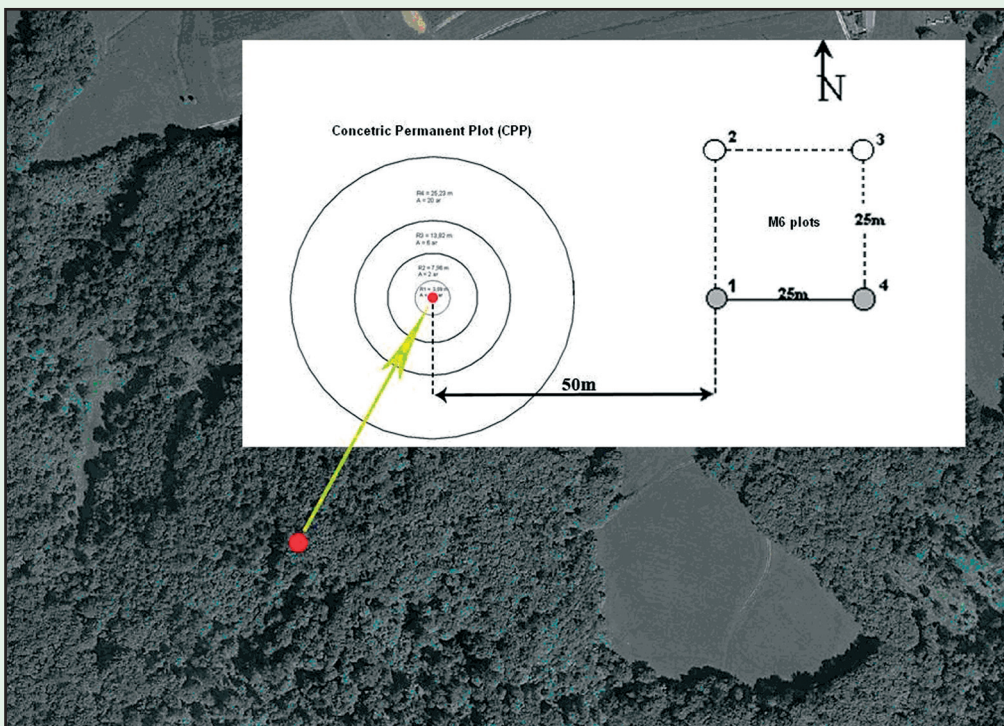 N
Concetric Permanent Plot (CPP)
2
3
R4 = 25,23 m
A = 20 ar
M6 plots
25m
R3 = 13,82 m
A = 6 ar
R2 = 7,98 m
A = 2 ar
1
4
25m
50m